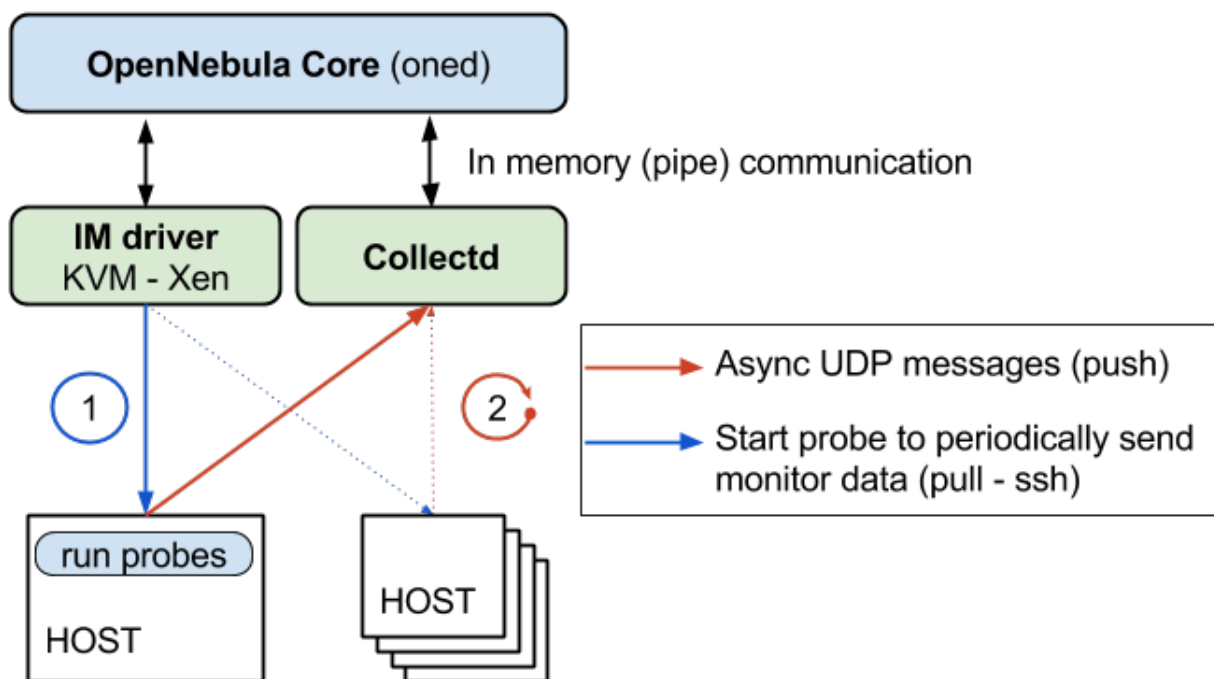 OpenNebula Core (oned)
In memory (pipe) communication
IM driver
KVM - Xen
Collectd
1
2
Async UDP messages (push)
Start probe to periodically send
monitor data (pull - ssh)
run probes
HOST
HOST